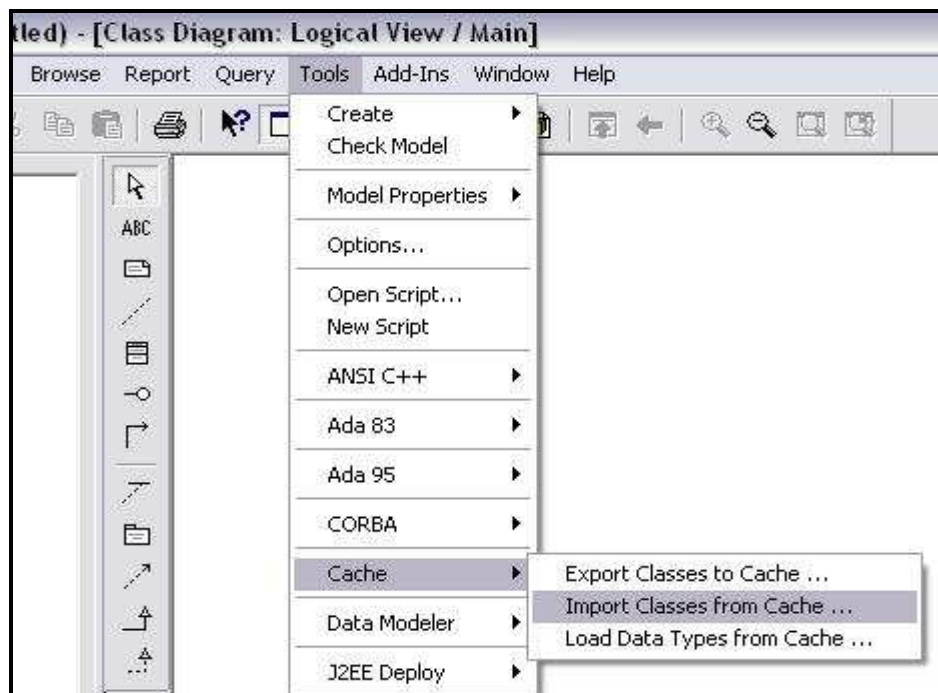 tled) - [Class Diagram: Logical View / Main]
Browse Report Query Tools Add-Ins Window Help
Create
Check Model
Model Properties
Options...
Open Script...
New Script
ANSI C++
Ada 83
Ada 95
CORBA
Cache
Data Modeler
J2EE Deploy
Export Classes to Cache ...
Import Classes from Cache ...
Load Data Types from Cache ...
ABC